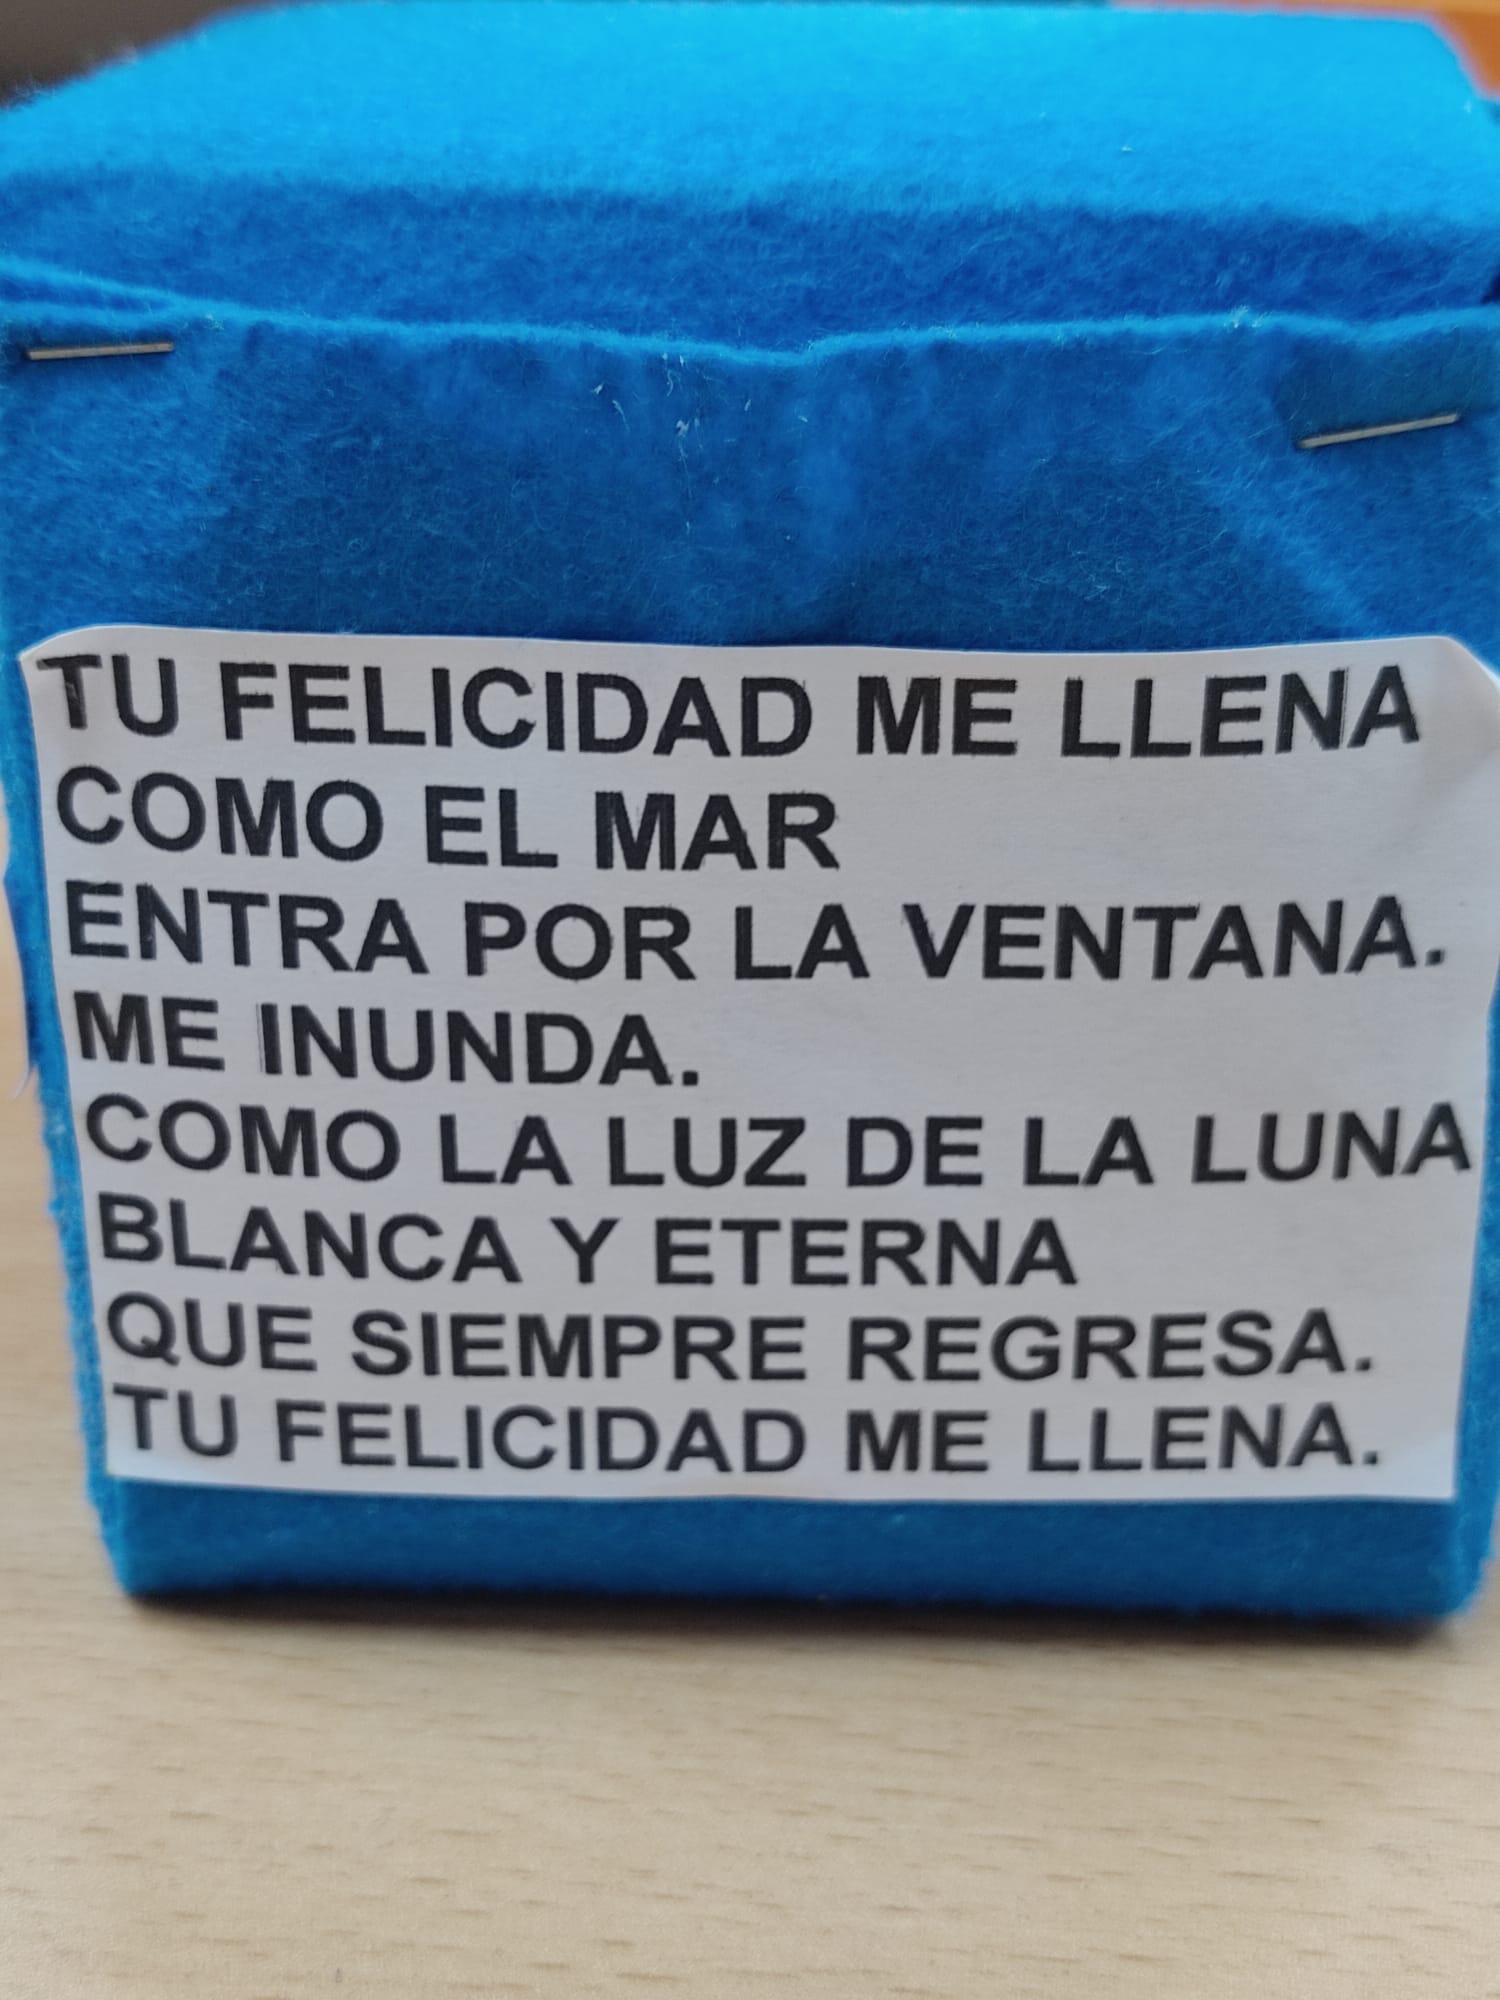 TU FELICIDAD ME LLENA
COMO EL MAR
ENTRA POR LA VENTANA.
ME INUNDA.
COMO LA LUZ DE LA LUNA
BLANCA Y ETERNA
QUE SIEMPRE REGRESA.
TU FELICIDAD ME LLENA.